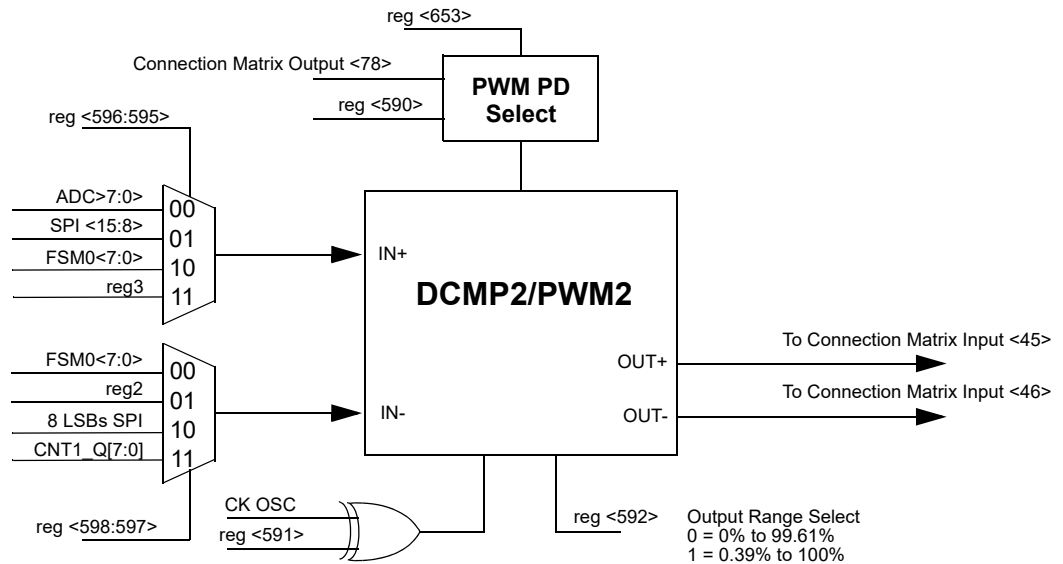 reg <653>
Connection Matrix Output <78>
PWM PD
Select
reg <590>
reg <596:595>
ADC>7:0>
00
SPI <15:8>
01
FSM0<7:0>
10
reg3
11
IN+
DCMP2/PWM2
FSM0<7:0>
00
reg2
01
8 LSBs SPI
10
CNT1_Q[7:0]
11
IN-
OUT+
To Connection Matrix Input <45>
OUT-
To Connection Matrix Input <46>
reg <598:597>
CK OSC
reg <591>
reg <592>
Output Range Select
0 = 0% to 99.61%
1 = 0.39% to 100%